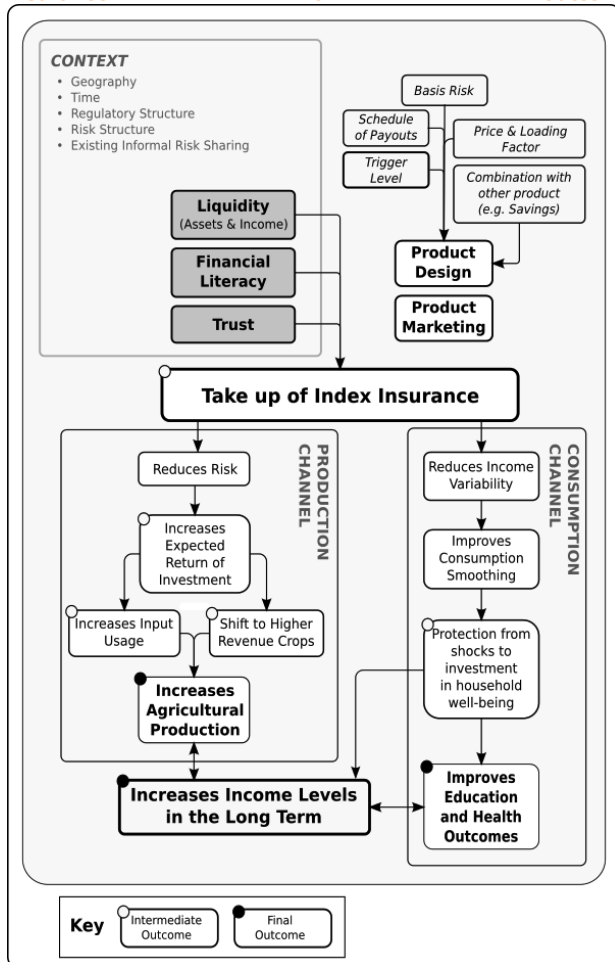 CONTEXT
• Geography
• Time
• Regulatory Structure
• Risk Structure
• Existing Informal Risk Sharing
Basis Risk
Schedule
of Payouts
Price & Loading
Factor
Trigger
Level
Combination with
other product
(e.g. Savings)
Liquidity
(Assets & Income)
Financial
Literacy
Trust
Product
Design
Product
Marketing
Take up of Index Insurance
PRODUCTION
CHANNEL
Reduces Risk
Increases
Expected
Return of
Investment
Increases Input
Usage
Shift to Higher
Revenue Crops
Increases
Agricultural
Production
CONSUMPTION
CHANNEL
Reduces Income
Variability
Improves
Consumption
Smoothing
Protection from
shocks to
investment
in household
well-being
Increases Income Levels
in the Long Term
Improves
Education
and Health
Outcomes
Key
Intermediate
Outcome
Final
Outcome